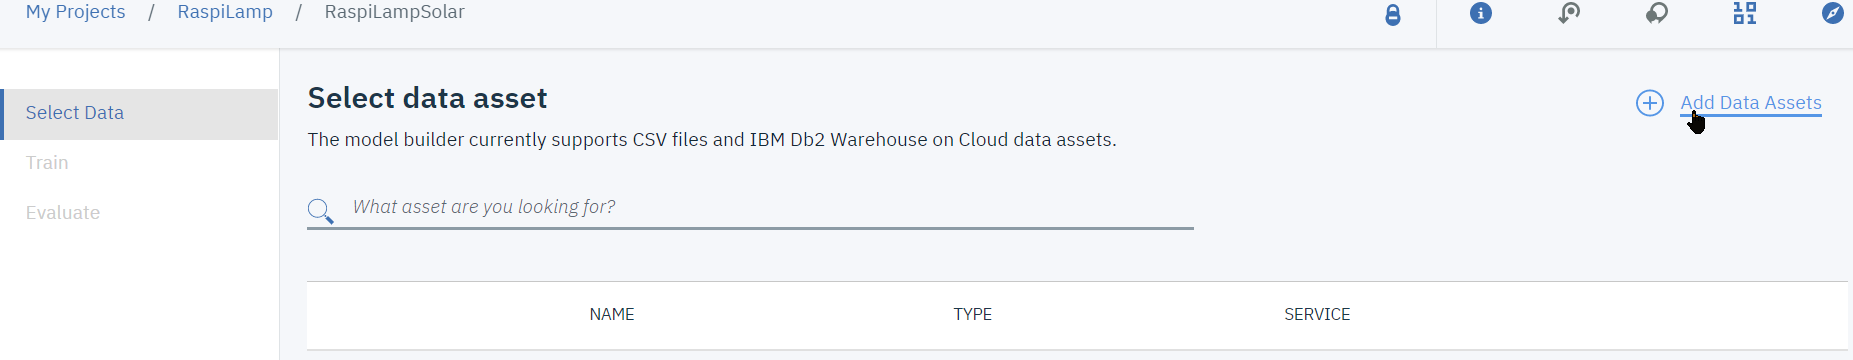 My Projects / RaspiLamp / RaspiLampSolar
Select Data
Train
Evaluate
Select data asset
Add Data Assets
The model builder currently supports CSV files and IBM Db2 Warehouse on Cloud data assets.
What asset are you looking for?
NAME TYPE SERVICE